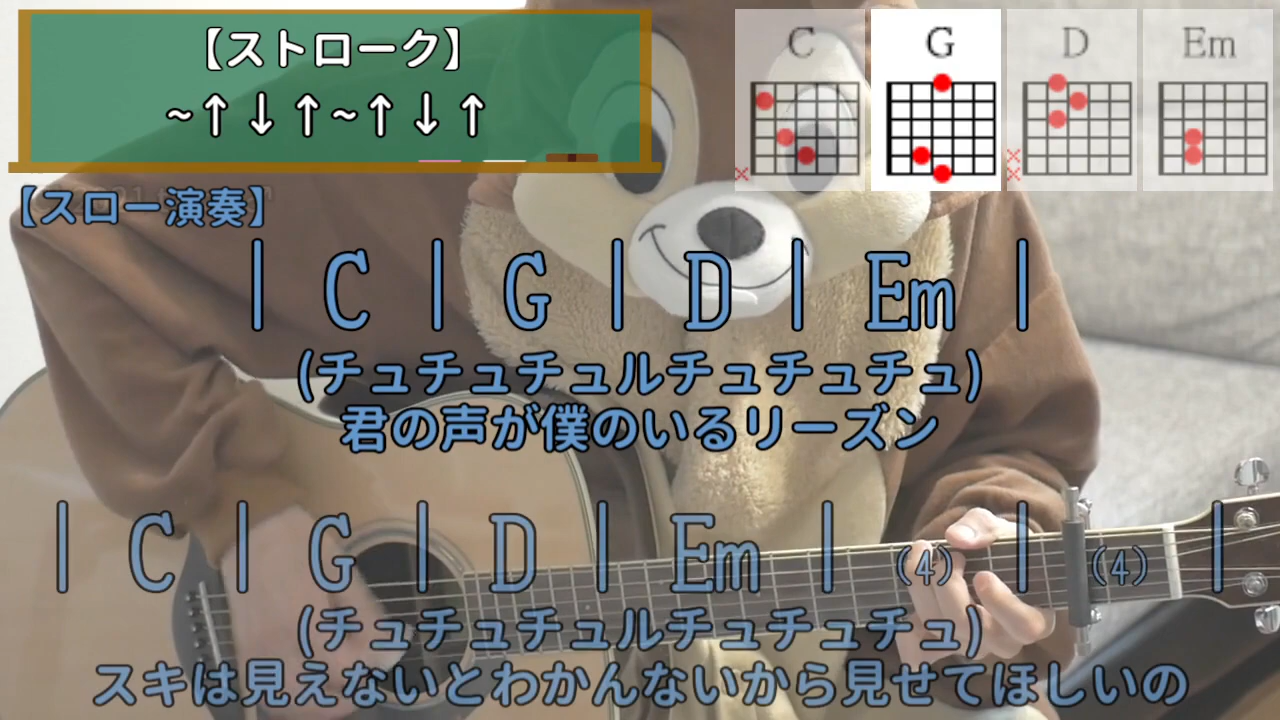 【ストローク】
~↑↓↑~↑↓↑
C G D Em
×
×
×
【スロー演奏】
| C | G | D | Em |
(チュチュチュルチュチュチュ)
君の声が僕のいるリーズン
| C | G | D | Em | (4) | (4) |
(チュチュチュルチュチュチュ)
スキは見えないとわかんないから見せてほしいの